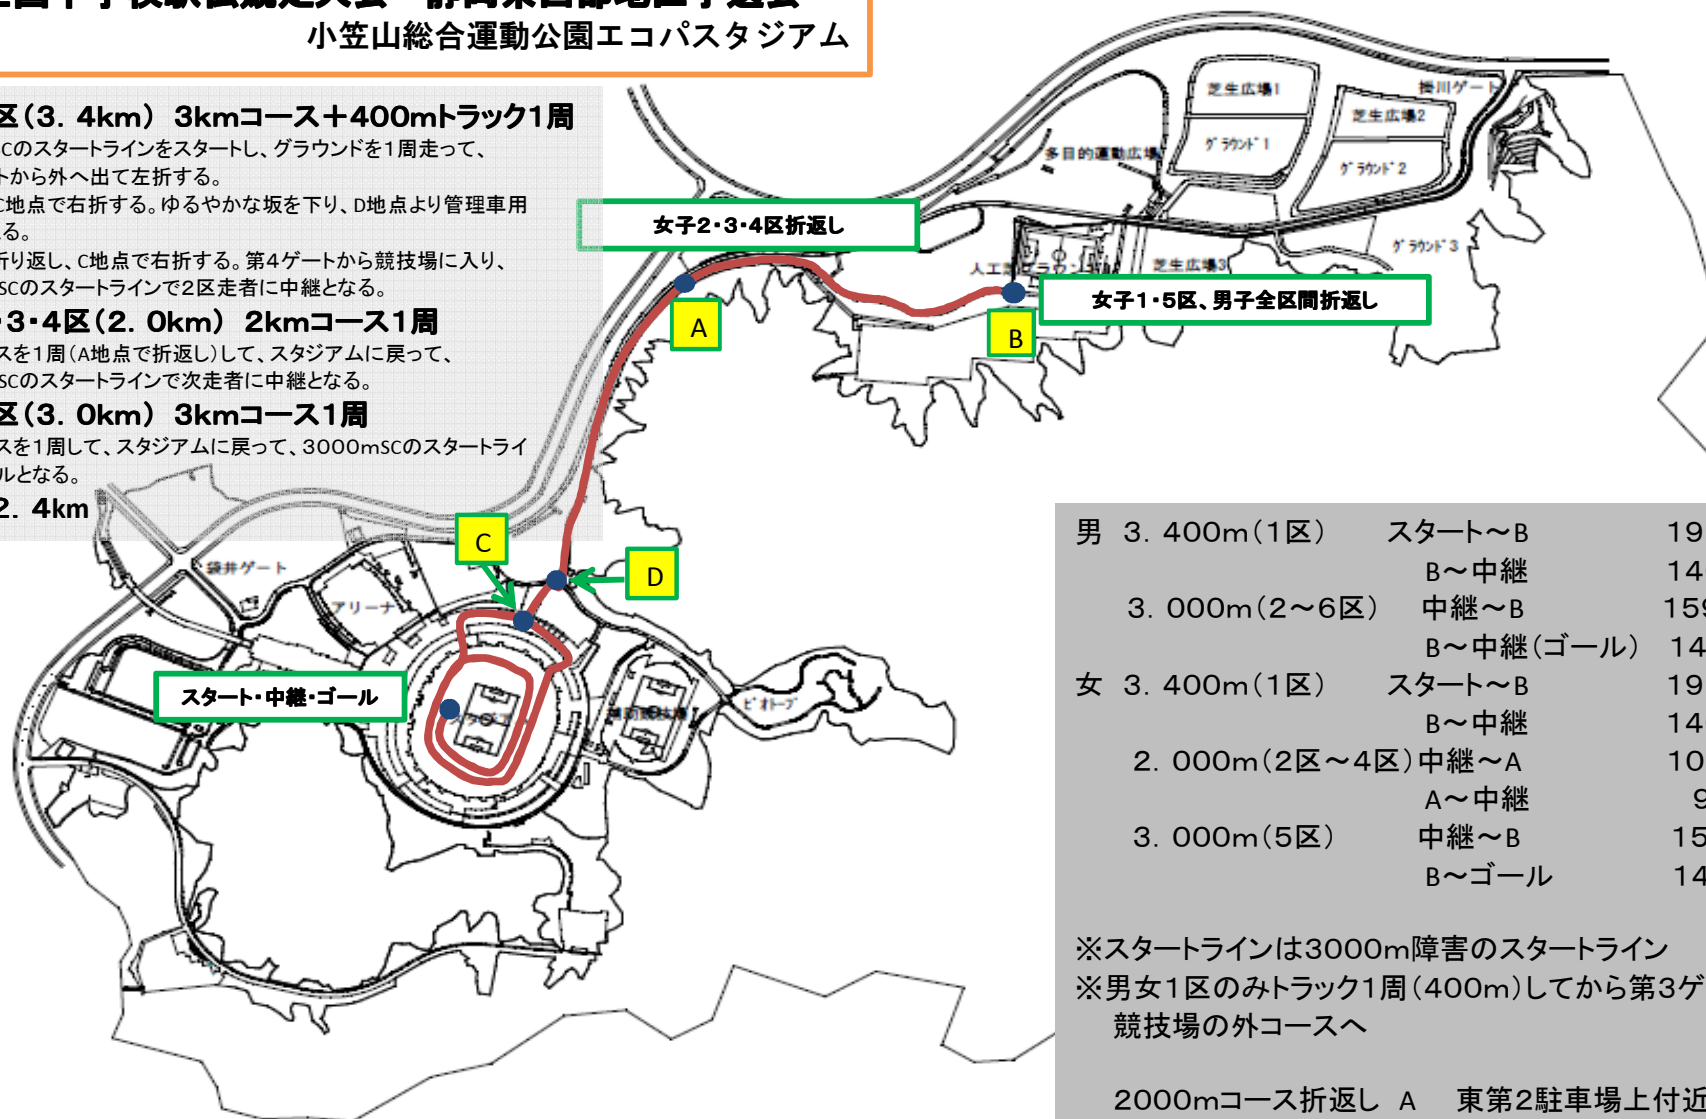 小笠山総合運動公園エコパスタジアム
区(3．4km) 3kmコース＋400mトラック1周
SCのスタートラインをスタートし、グラウンドを1周走って、
トから外へ出て左折する。
C地点で右折する。ゆるやかな坂を下り、D地点より管理車用
る。
折り返し、C地点で右折する。第4ゲートから競技場に入り、
SCのスタートラインで2区走者に中継となる。
・3・4区(2．0km) 2kmコース1周
スを1周(A地点で折返し)して、スタジアムに戻って、
SCのスタートラインで次走者に中継となる。
区(3．0km) 3kmコース1周
スを1周して、スタジアムに戻って、3000mSCのスタートライ
ルとなる。
2．4km
芝生広場1
掛川ゲート
芝生広場2
グラウンド1
多目的運動広場
グラウンド2
女子2・3・4区折返し
グラウンド3
芝生広場3
女子1・5区、男子全区間折返し
A
B
C
D
袋井ゲート
アリーナ
スタート・中継・ゴール
ビオトープ
男 3．400m(1区) スタート～B 19
B～中継 14
3．000m(2～6区) 中継～B 159
B～中継(ゴール) 14
女 3．400m(1区) スタート～B 19
B～中継 14
2．000m(2区～4区)中継～A 10
A～中継 9
3．000m(5区) 中継～B 15
B～ゴール 14
※スタートラインは3000m障害のスタートライン
※男女1区のみトラック1周(400m)してから第3ゲ
競技場の外コースへ
2000mコース折返し A 東第2駐車場上付近